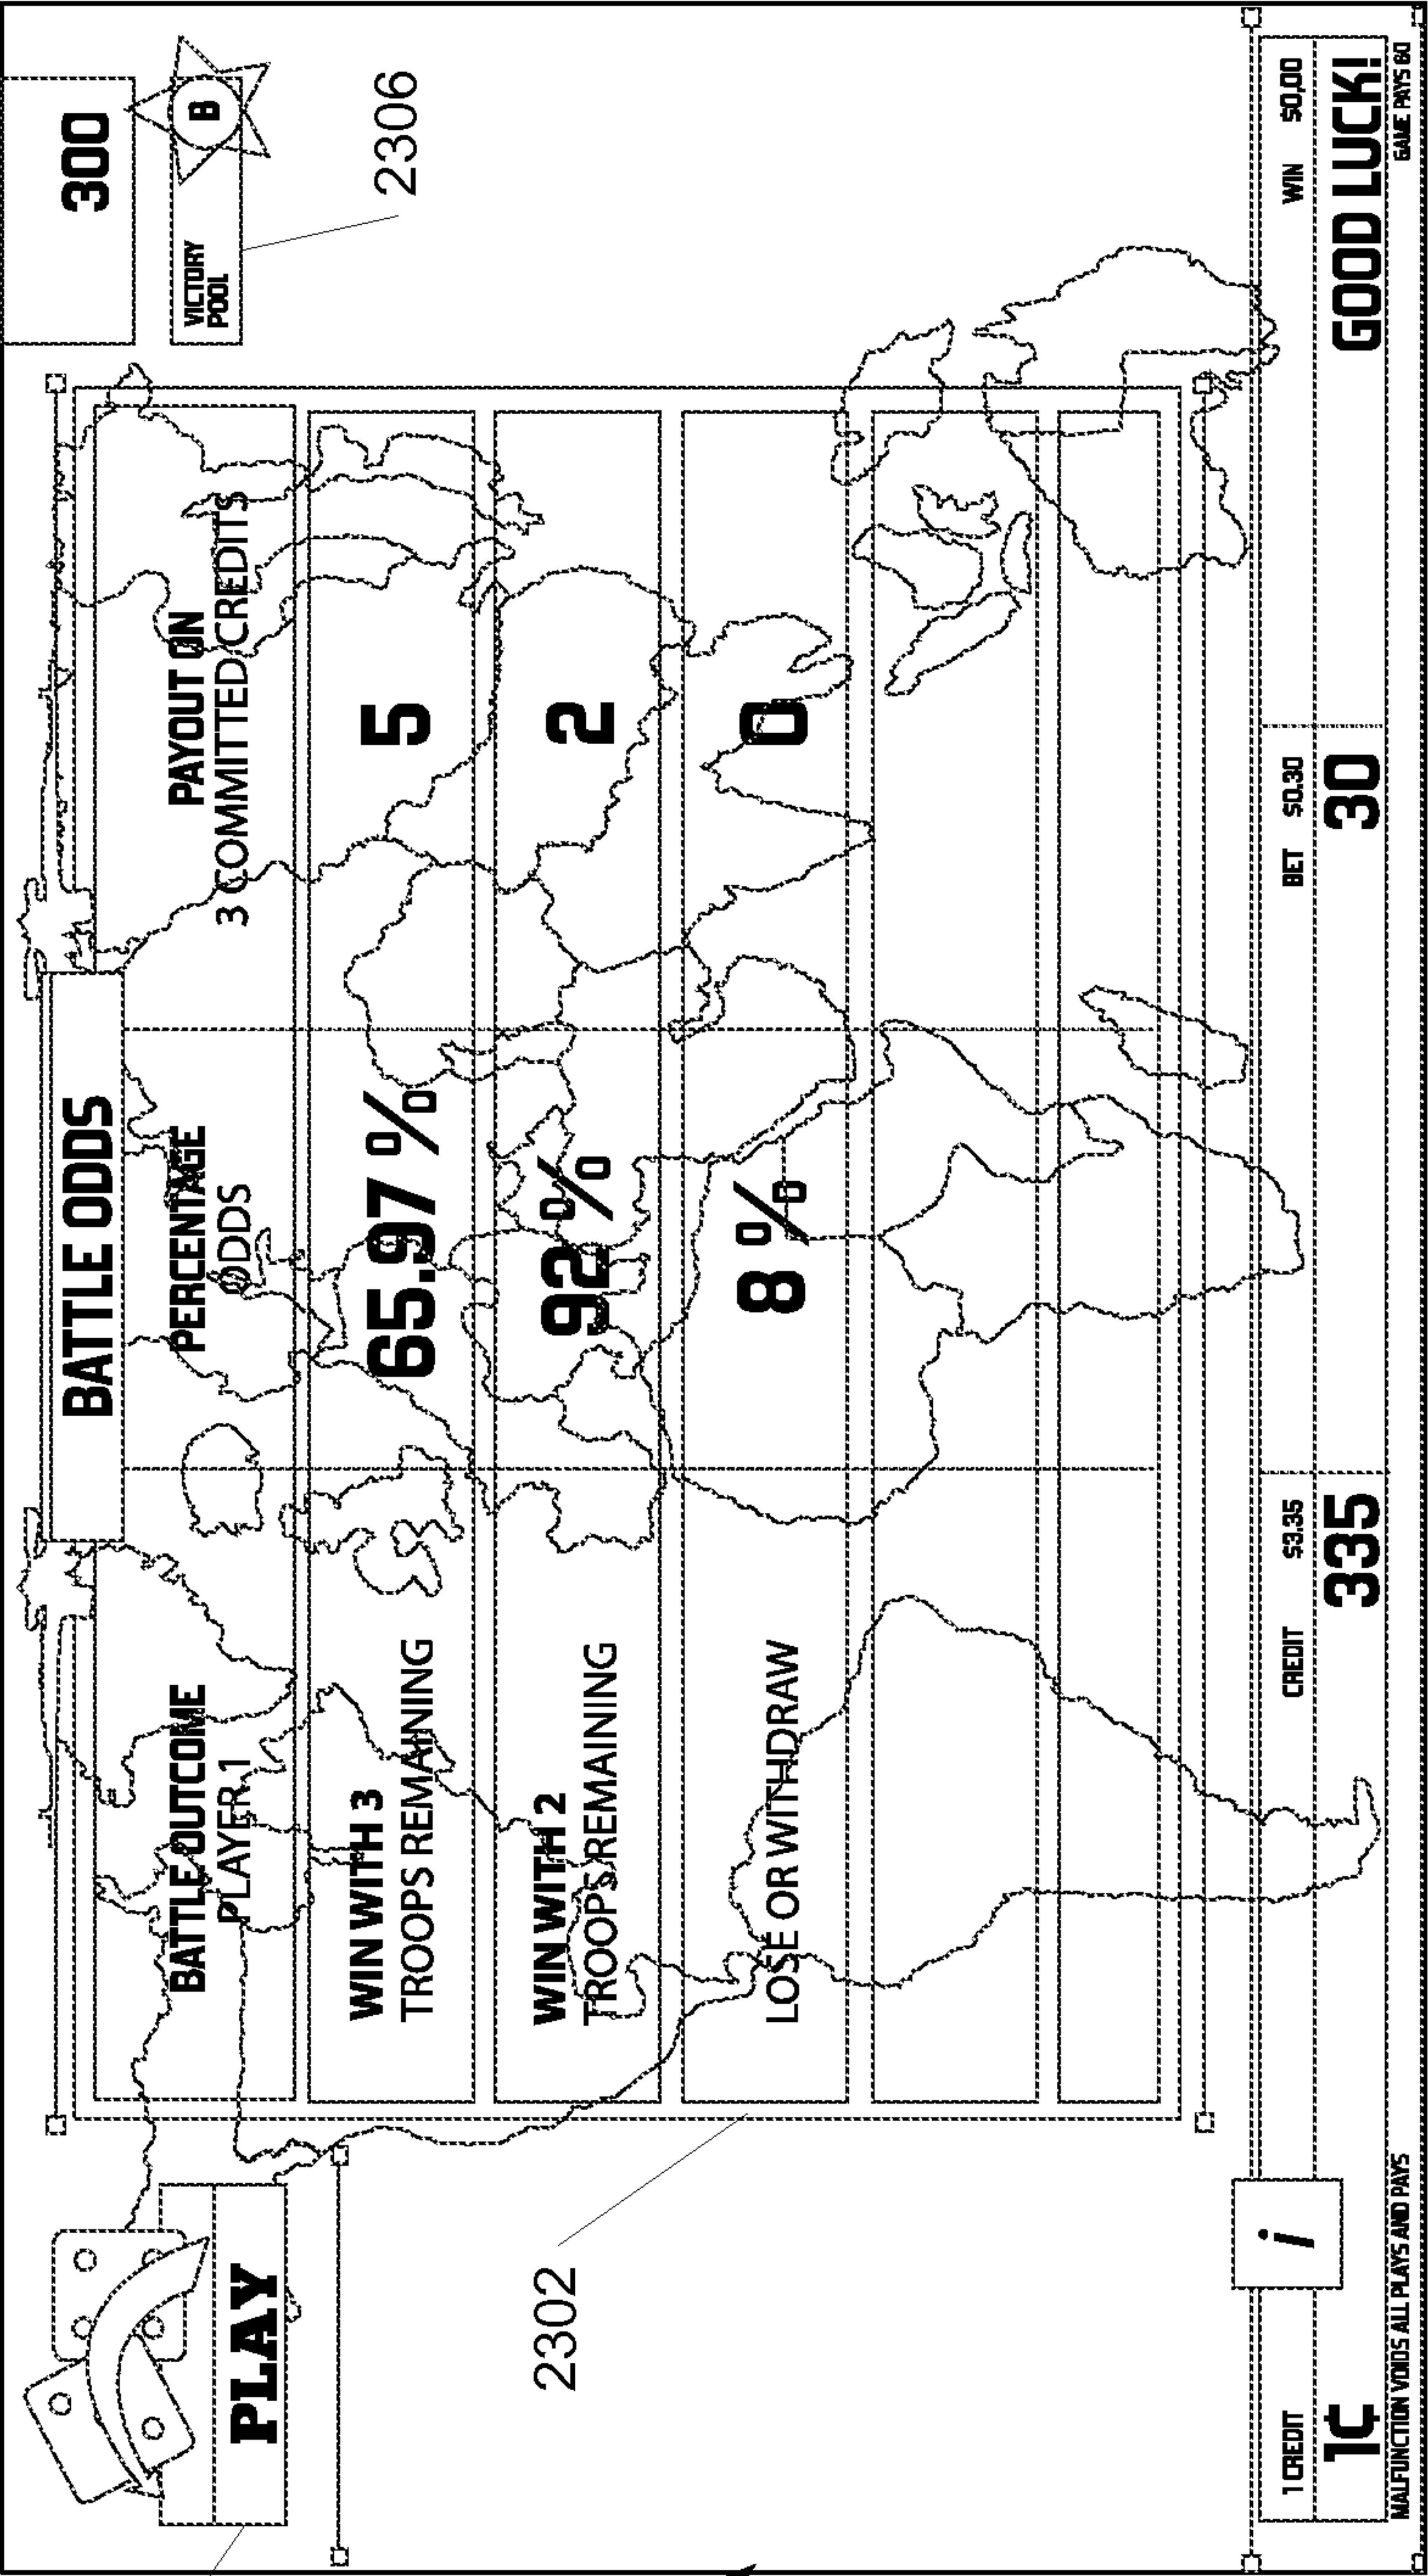 PLAY
BATTLE ODDS
300
VICTORY
POOL
B
2306
BATTLE OUTCOME
PLAYER 1
PERCENTAGE
ODDS
PAYOUT ON
3 COMMITTED CREDITS
WIN WITH 3
TROOPS REMAINING
65.97 %
5
WIN WITH 2
TROOPS REMAINING
92 %
2
LOSE OR WITHDRAW
8 %
0
2302
i
1 CREDIT
1¢
CREDIT $3.35
335
BET $0.30
30
WIN $0,00
GOOD LUCK!
MALFUNCTION VOIDS ALL PLAYS AND PAYS
GAME PAYS 60